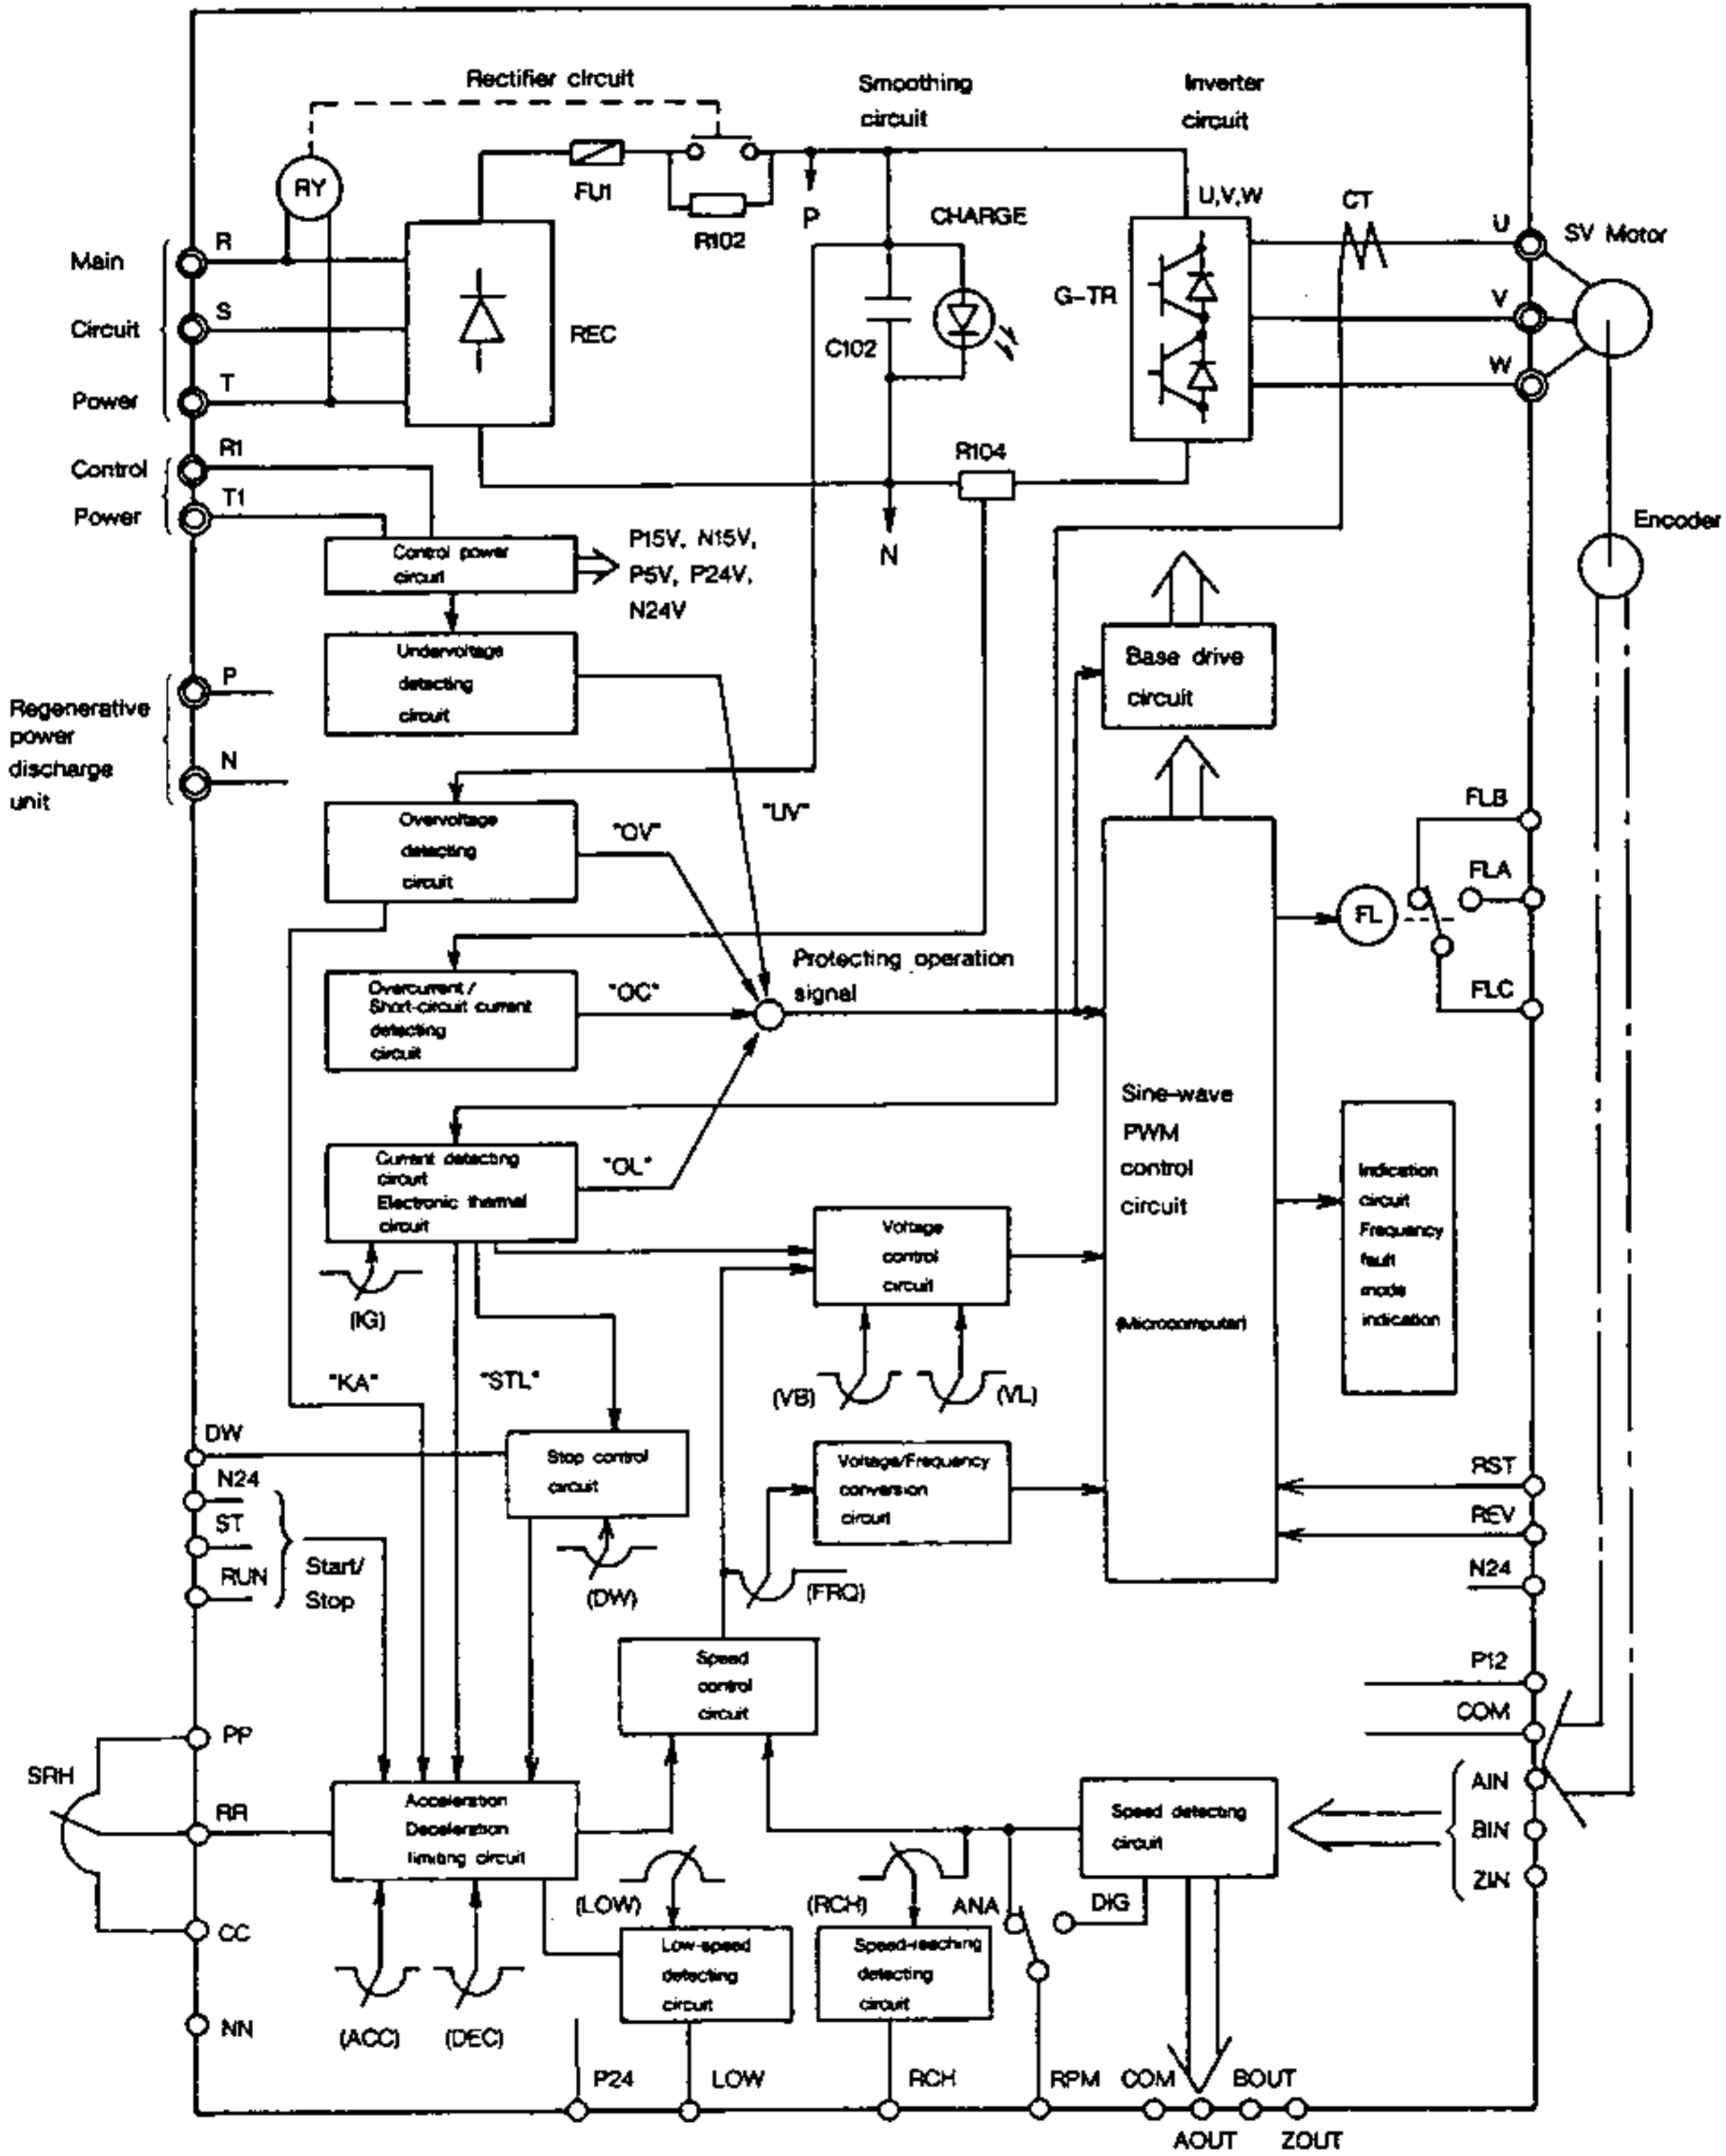 Rectifier circuit
Smoothing
circuit
Inverter
circuit
RY
FU1
R102
P
CHARGE
U,V,W
CT
U
SV Motor
Main
Circuit
Power
R
S
T
REC
C102
G-TR
V
W
Control
Power
R1
T1
R104
N
Encoder
Control power
circuit
P15V, N15V,
P5V, P24V,
N24V
Undervoltage
detecting
circuit
Base drive
circuit
Regenerative
power
discharge
unit
P
N
"UV"
Overvoltage
detecting
circuit
"OV"
FLB
FLA
FL
FLC
Protecting operation
signal
Overcurrent /
Short-circuit current
detecting
circuit
"OC"
Sine-wave
PWM
control
circuit
(Microcomputer)
Current detecting
circuit
Electronic thermal
circuit
"OL"
Indication
circuit
Frequency
fault
mode
indication
Voltage
control
circuit
(IG)
"KA"
"STL"
(VB)
(VL)
DW
N24
ST
RUN
Start/
Stop
Stop control
circuit
(DW)
Voltage/Frequency
conversion
circuit
(FRQ)
RST
REV
N24
P12
COM
Speed
control
circuit
SRH
PP
RR
CC
NN
Acceleration
Deceleration
limiting circuit
Speed detecting
circuit
AIN
BIN
ZIN
(LOW)
(RCH)
ANA
DIG
Low-speed
detecting
circuit
Speed-reaching
detecting
circuit
(ACC)
(DEC)
P24
LOW
RCH
RPM
COM
BOUT
AOUT
ZOUT